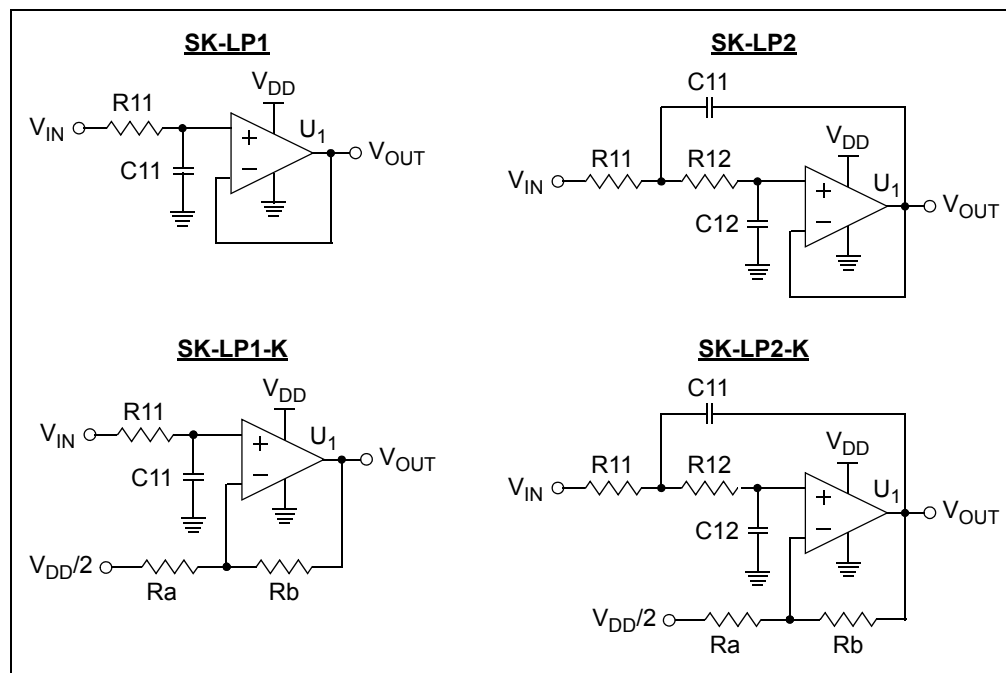 SK-LP1
V_DD
R11
V_IN
U_1
+
−
V_OUT
C11
SK-LP2
C11
V_DD
R11
R12
V_IN
U_1
+
−
V_OUT
C12
SK-LP1-K
V_DD
R11
V_IN
U_1
+
−
V_OUT
C11
V_DD/2
Ra
Rb
SK-LP2-K
C11
V_DD
R11
R12
V_IN
U_1
+
−
V_OUT
C12
V_DD/2
Ra
Rb